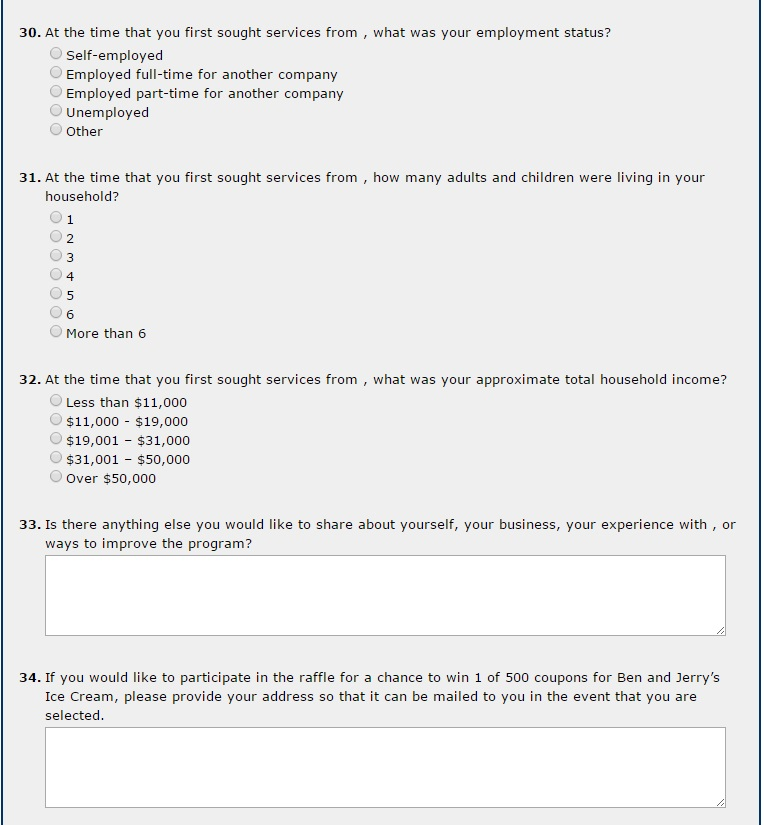 30. At the time that you first sought services from , what was your employment status?
Self-employed
Employed full-time for another company
Employed part-time for another company
Unemployed
Other
31. At the time that you first sought services from , how many adults and children were living in your
household?
1
2
3
4
5
6
More than 6
32. At the time that you first sought services from , what was your approximate total household income?
Less than $11,000
$11,000 - $19,000
$19,001 – $31,000
$31,001 – $50,000
Over $50,000
33. Is there anything else you would like to share about yourself, your business, your experience with , or
ways to improve the program?
34. If you would like to participate in the raffle for a chance to win 1 of 500 coupons for Ben and Jerry’s
Ice Cream, please provide your address so that it can be mailed to you in the event that you are
selected.